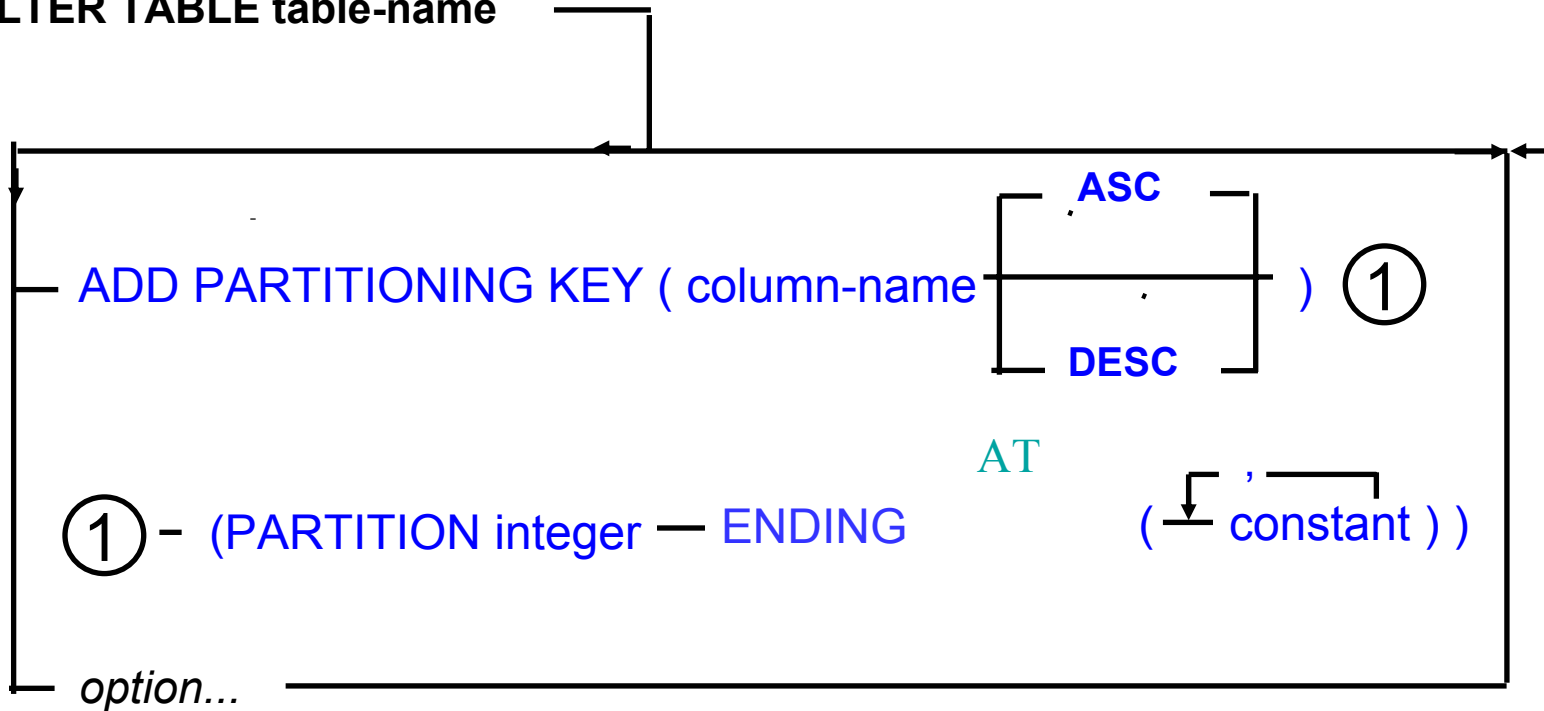 LTER TABLE table-name
ASC
ADD PARTITIONING KEY ( column-name ) 1
DESC
AT
,
1 - (PARTITION integer — ENDING ( constant ) )
option...